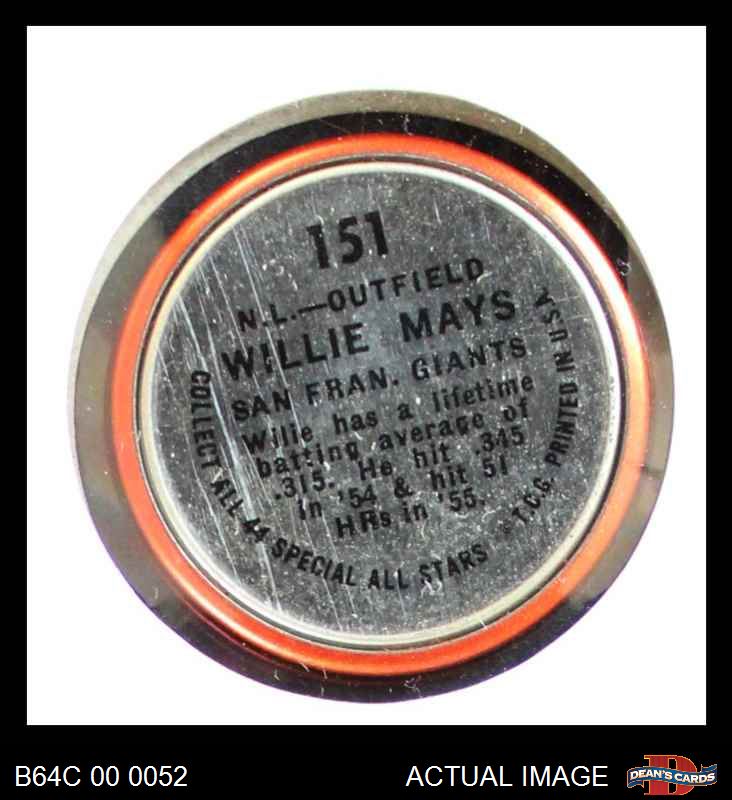 151
N.L.—OUTFIELD
WILLIE MAYS
SAN FRAN. GIANTS
Willie has a lifetime
batting average of
.315. He hit .345
in '54 & hit 51
HRs in '55.
COLLECT ALL 44 SPECIAL ALL STARS
© T.C.G. PRINTED IN U.S.A.
B64C 00 0052
ACTUAL IMAGE
DEAN'S CARDS